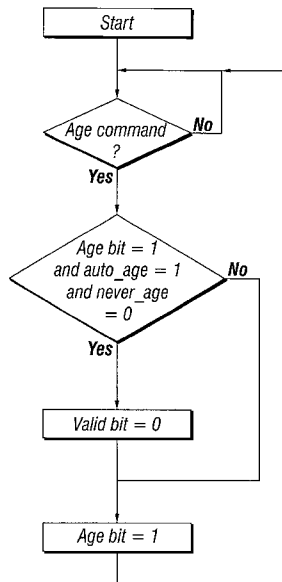 Start
Age command
?
No
Yes
Age bit = 1
and auto_age = 1
and never_age
= 0
No
Yes
Valid bit = 0
Age bit = 1